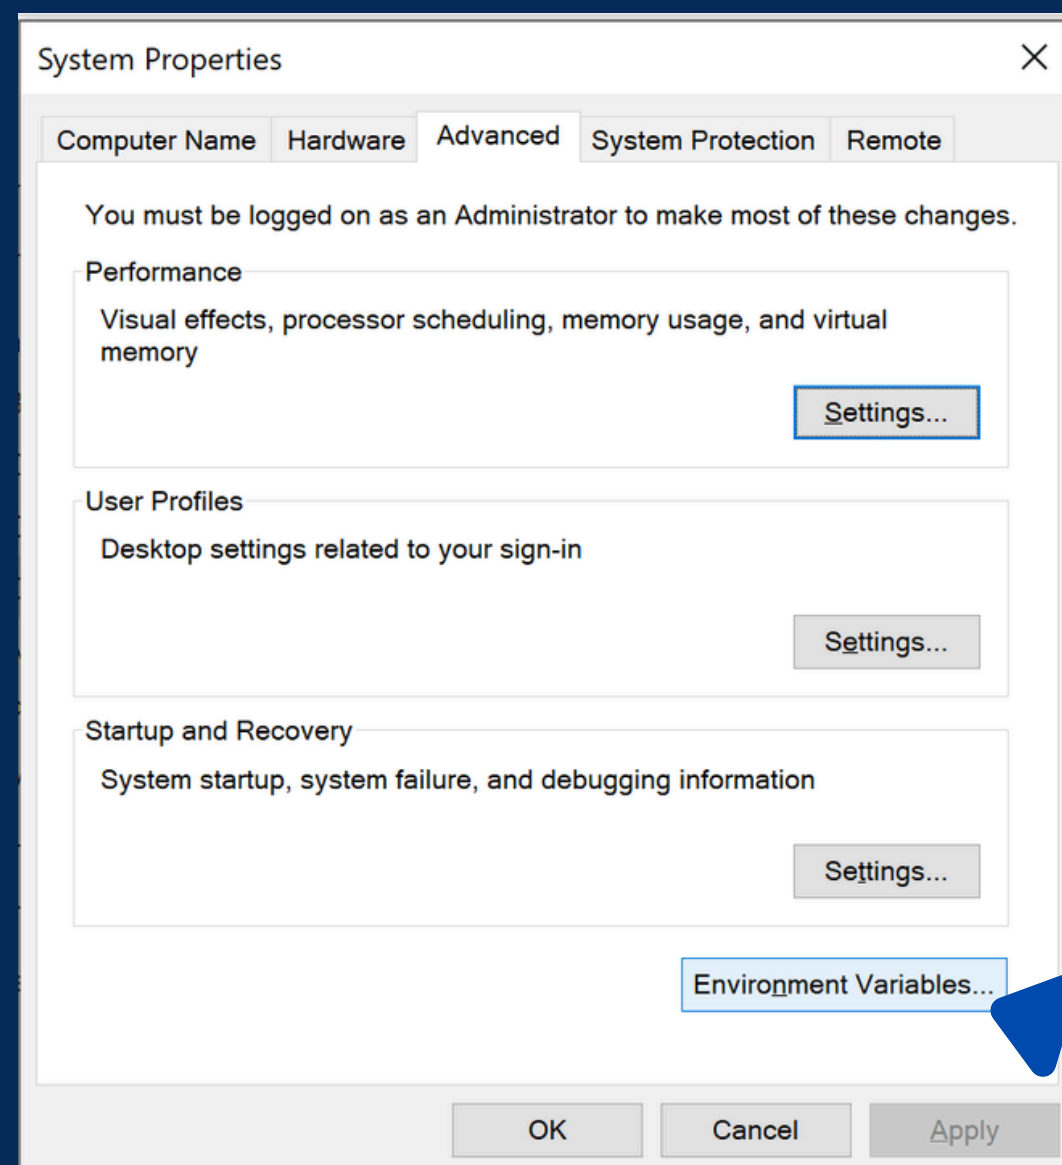 System Properties
Computer Name Hardware Advanced System Protection Remote
You must be logged on as an Administrator to make most of these changes.
Performance
Visual effects, processor scheduling, memory usage, and virtual
memory
Settings...
User Profiles
Desktop settings related to your sign-in
Settings...
Startup and Recovery
System startup, system failure, and debugging information
Settings...
Environment Variables...
OK Cancel Apply